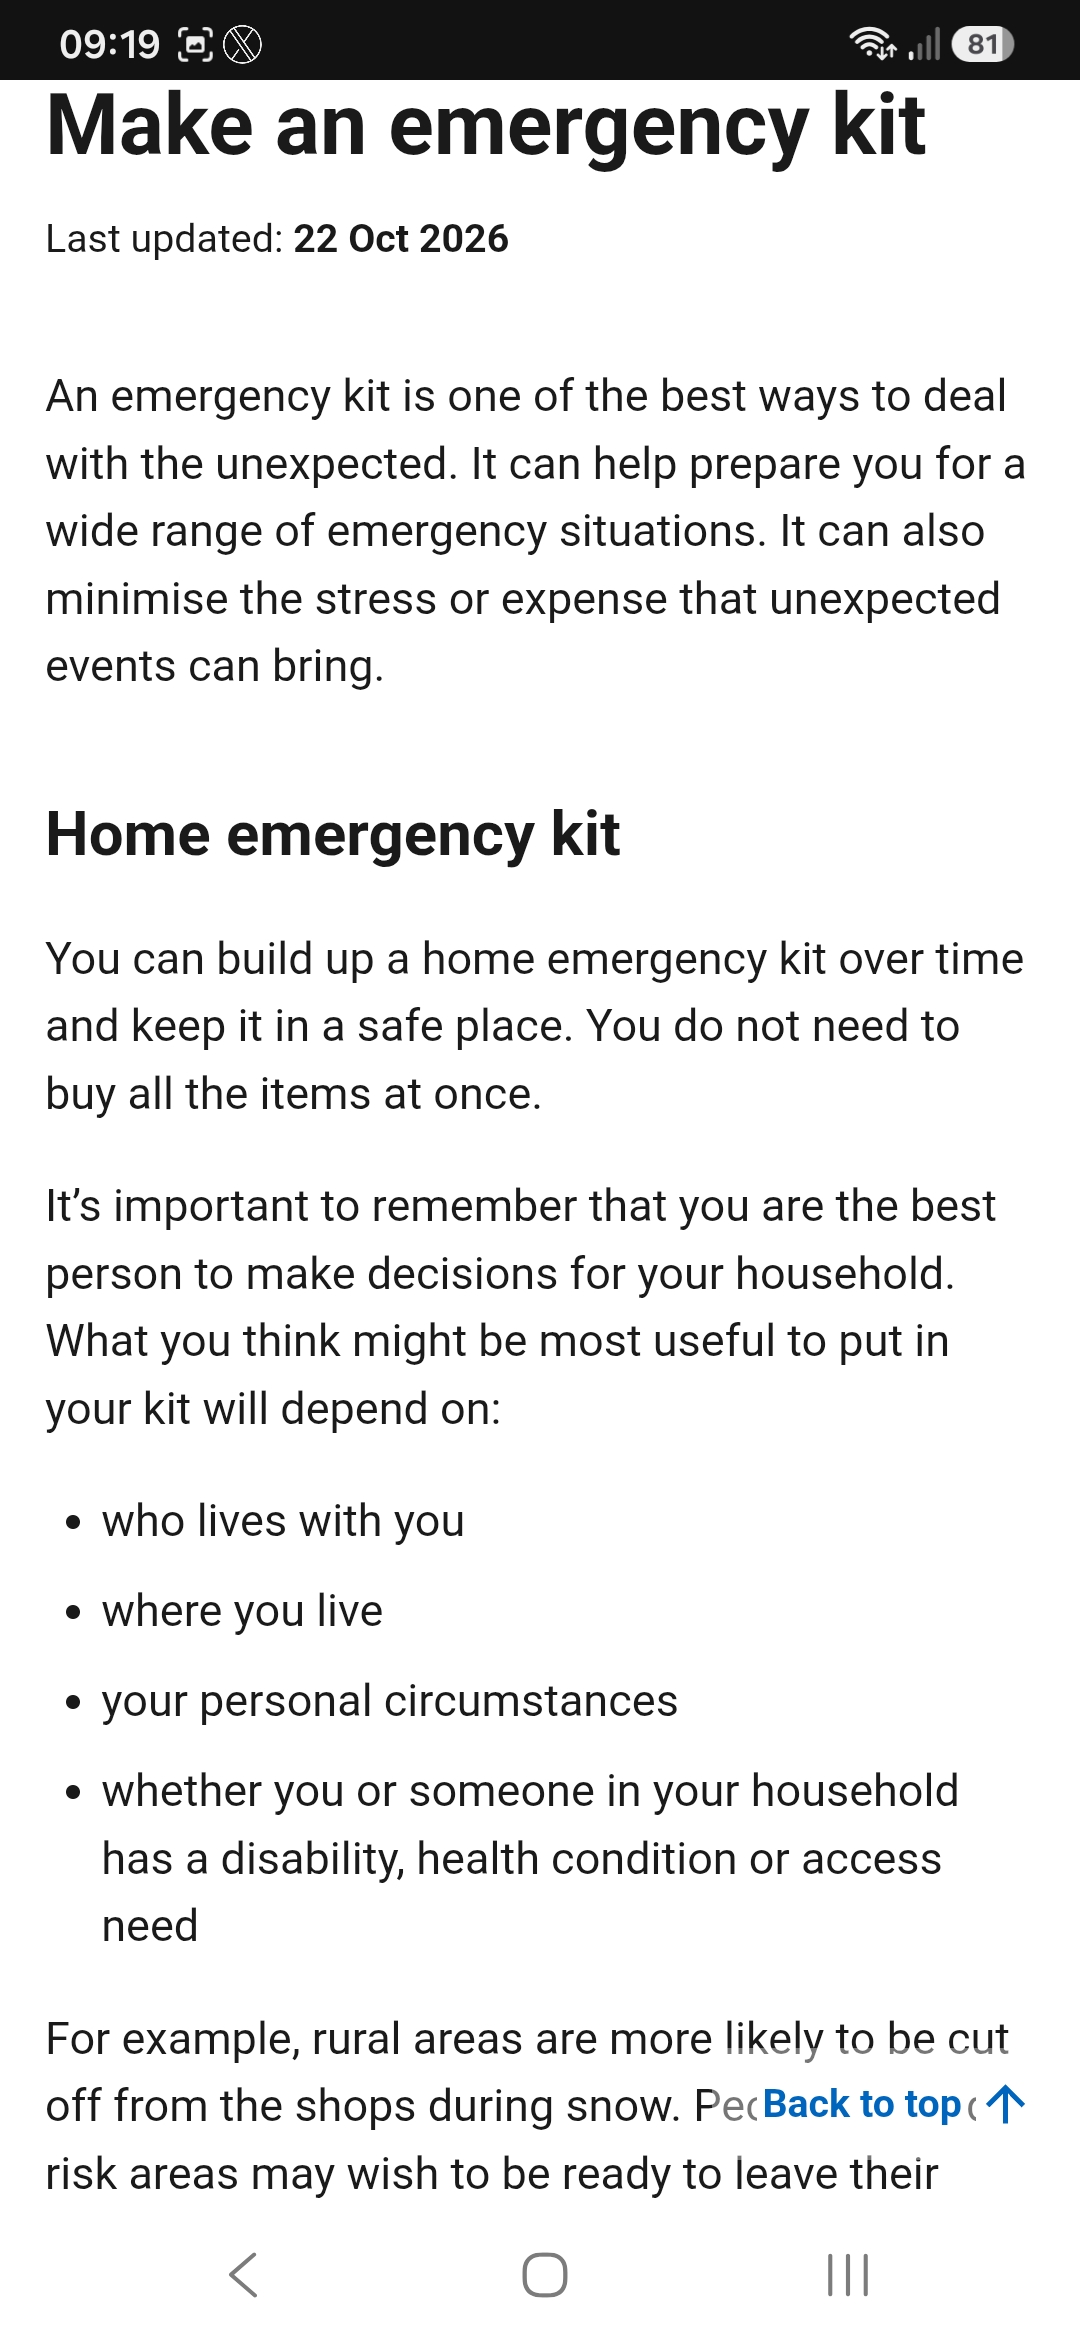 09:19
81
Make an emergency kit
Last updated: 22 Oct 2026
An emergency kit is one of the best ways to deal
with the unexpected. It can help prepare you for a
wide range of emergency situations. It can also
minimise the stress or expense that unexpected
events can bring.
Home emergency kit
You can build up a home emergency kit over time
and keep it in a safe place. You do not need to
buy all the items at once.
It’s important to remember that you are the best
person to make decisions for your household.
What you think might be most useful to put in
your kit will depend on:
• who lives with you
• where you live
• your personal circumstances
• whether you or someone in your household
has a disability, health condition or access
need
For example, rural areas are more likely to be cut
off from the shops during snow.
Back to top
risk areas may wish to be ready to leave their